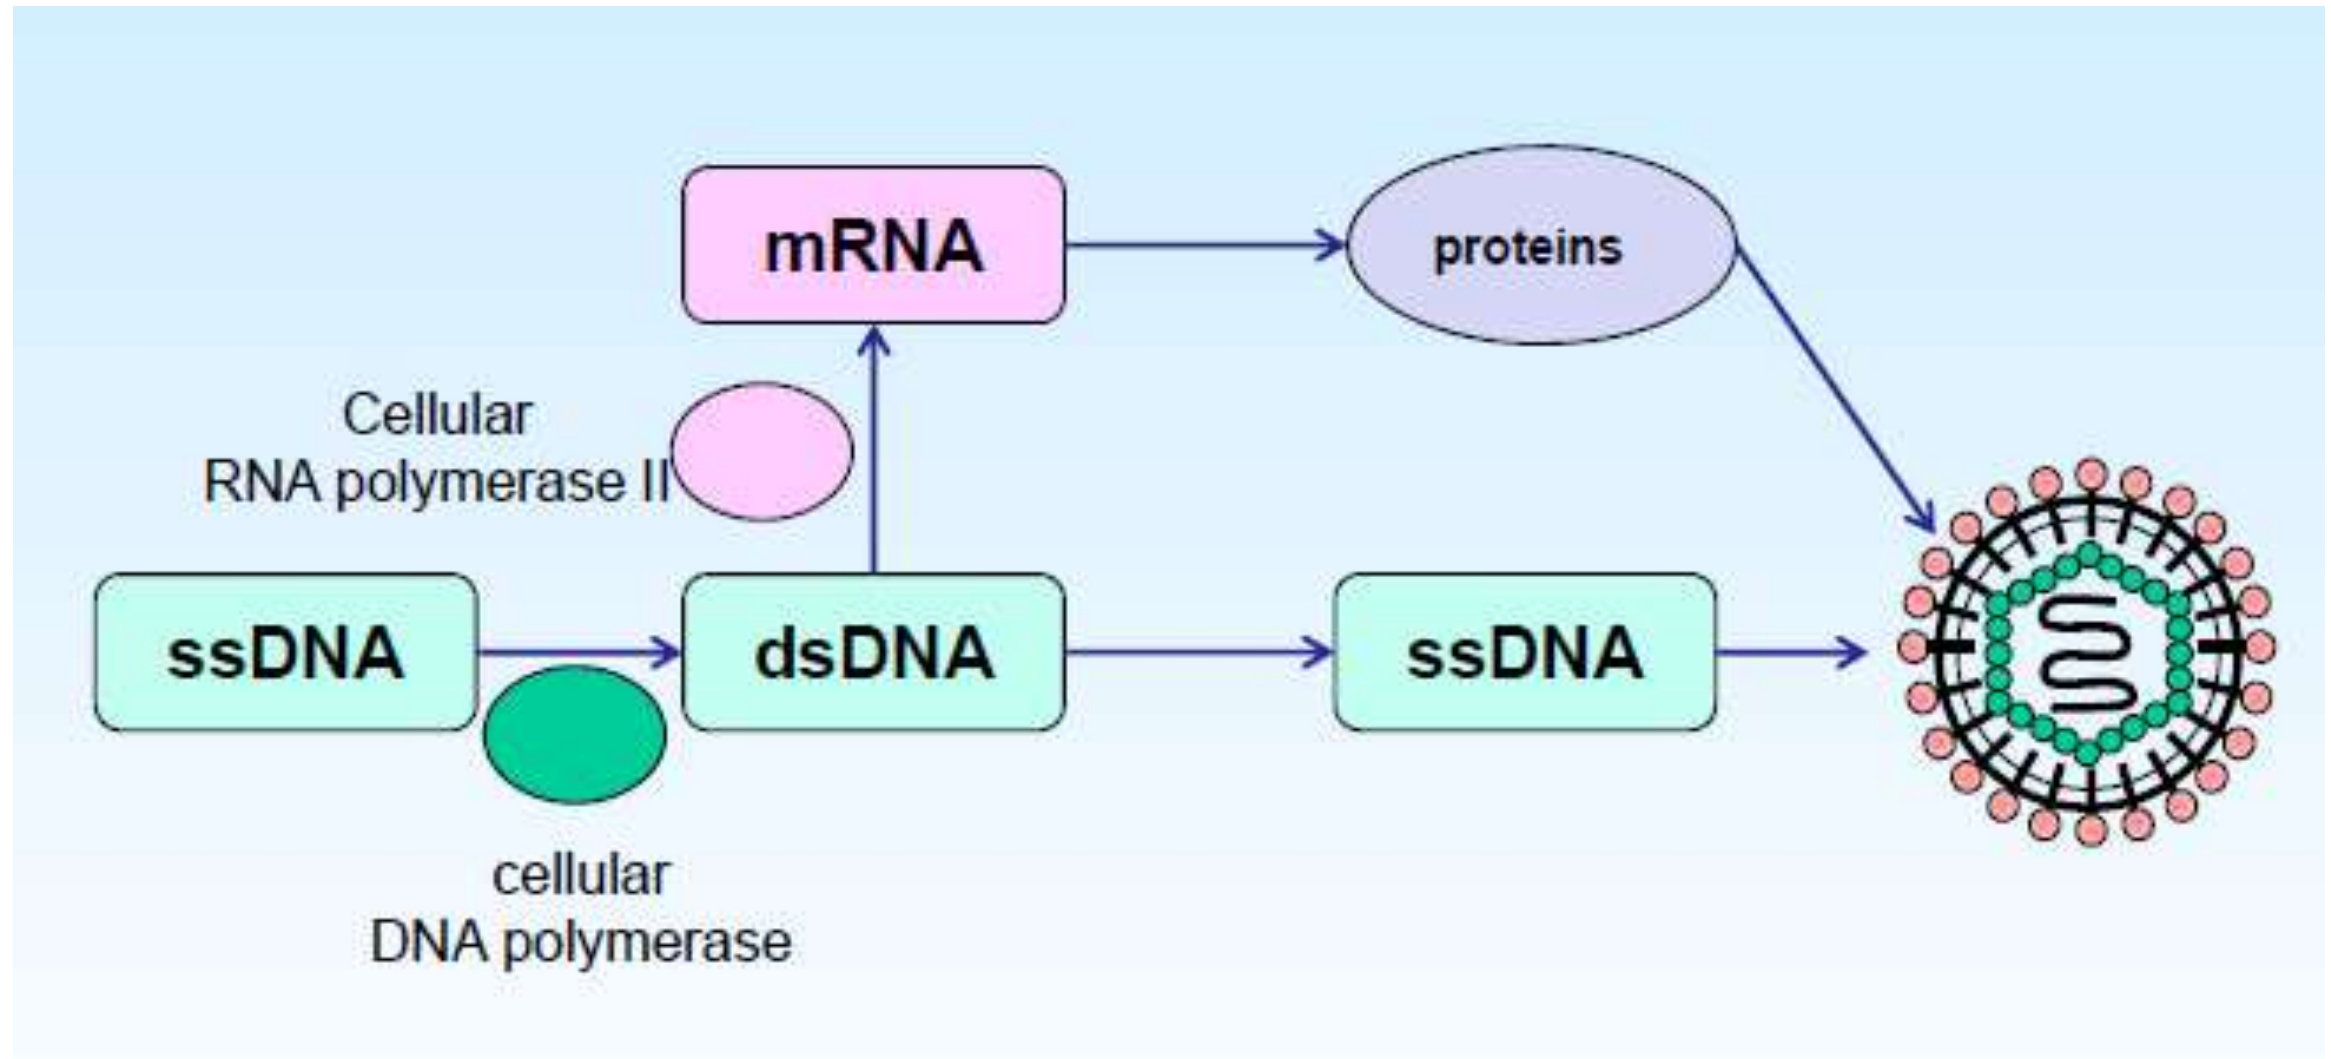 mRNA
proteins
Cellular
RNA polymerase II
ssDNA
dsDNA
ssDNA
cellular
DNA polymerase